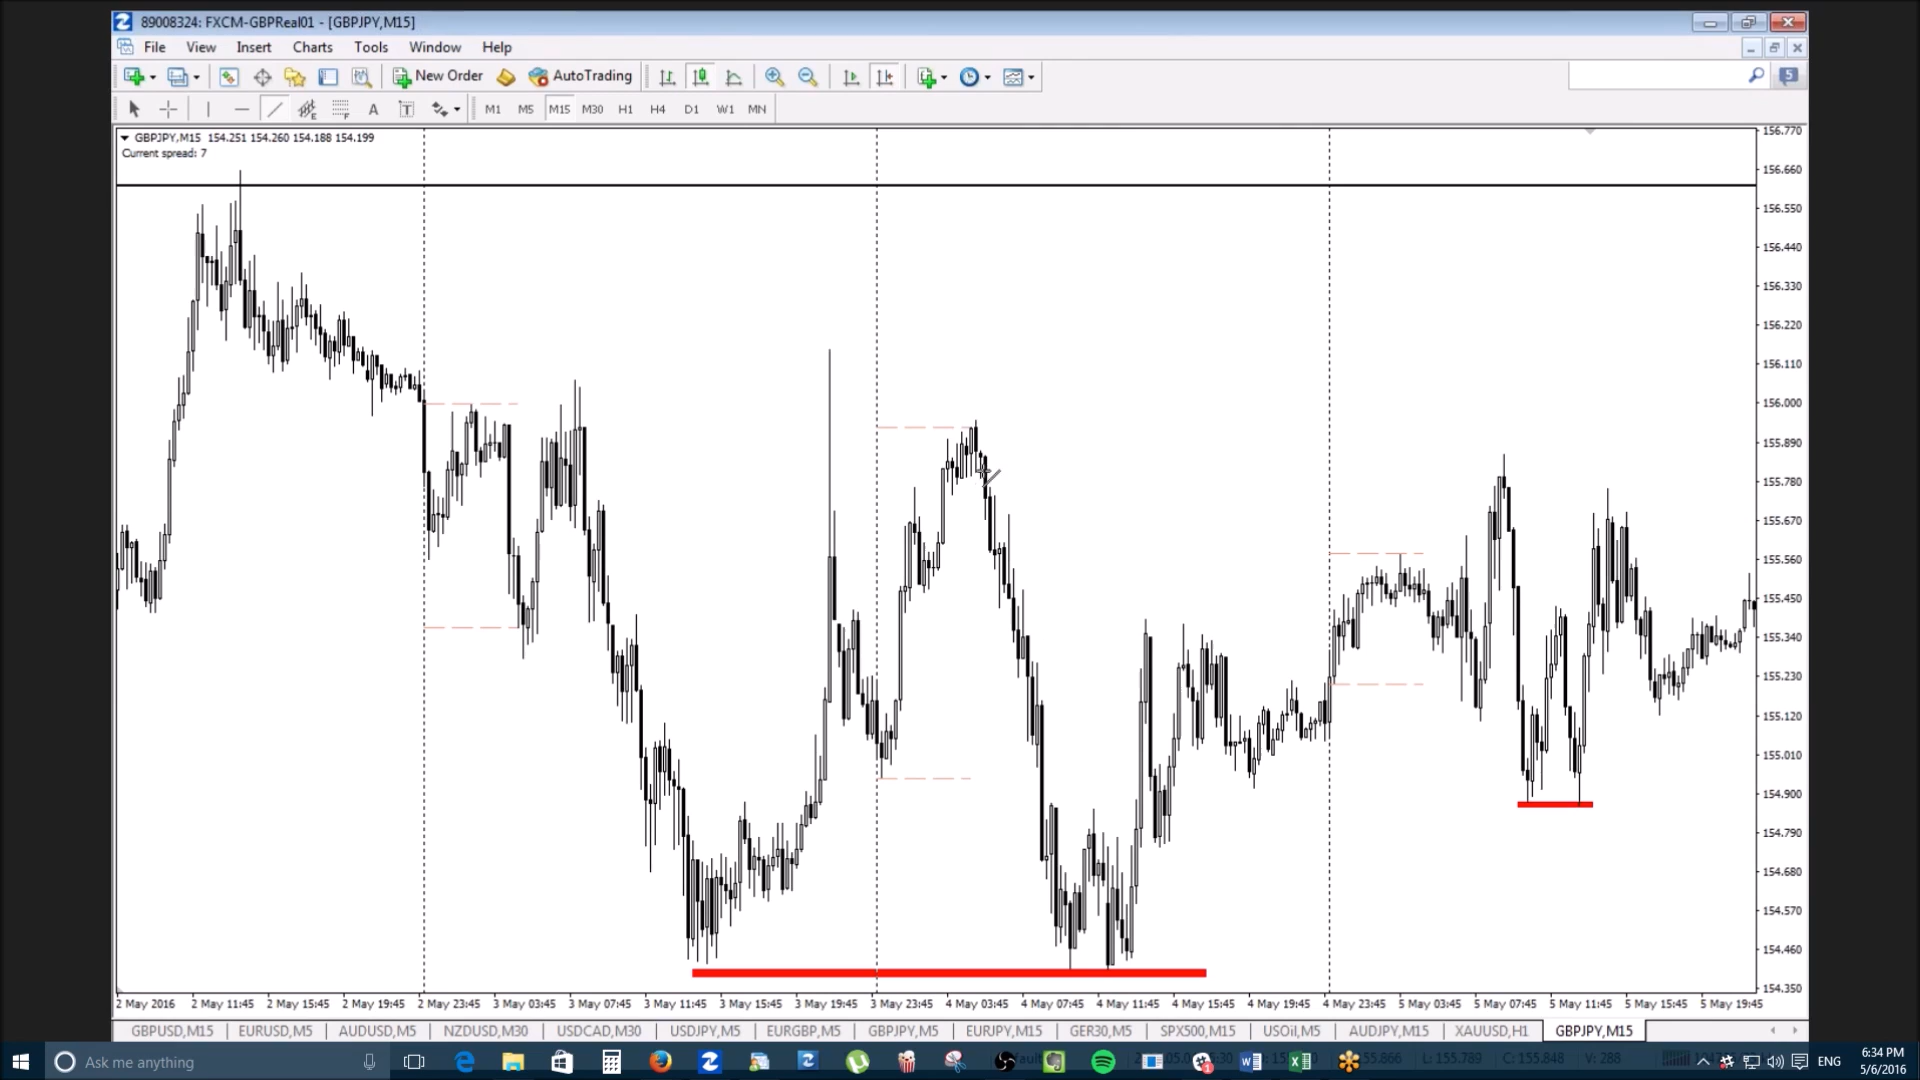 89008324: FXCM-GBPReal01 - [GBPJPY,M15]
File View Insert Charts Tools Window Help
New Order AutoTrading 5
A T M1 M5 M15 M30 H1 H4 D1 W1 MN
GBPJPY,M15 154.251 154.260 154.188 154.199
Current spread: 7
156.770
156.660
156.550
156.440
156.330
156.220
156.110
156.000
155.890
155.780
155.670
155.560
155.450
155.340
155.230
155.120
155.010
154.900
154.790
154.680
154.570
154.460
154.350
2 May 2016 2 May 11:45 2 May 15:45 2 May 19:45 2 May 23:45 3 May 03:45 3 May 07:45 3 May 11:45 3 May 15:45 3 May 19:45 3 May 23:45 4 May 03:45 4 May 07:45 4 May 11:45 4 May 15:45 4 May 19:45 4 May 23:45 5 May 03:45 5 May 07:45 5 May 11:45 5 May 15:45 5 May 19:45
GBPUSD,M15 EURUSD,M5 AUDUSD,M5 NZDUSD,M30 USDCAD,M30 USDJPY,M5 EURGBP,M5 GBPJPY,M5 EURJPY,M15 GER30,M5 SPX500,M15 USOil,M5 AUDJPY,M15 XAUUSD,H1 GBPJPY,M15
Ask me anything
155.866 L: 155.789 C: 155.848 V: 288
ENG
6:34 PM
5/6/2016